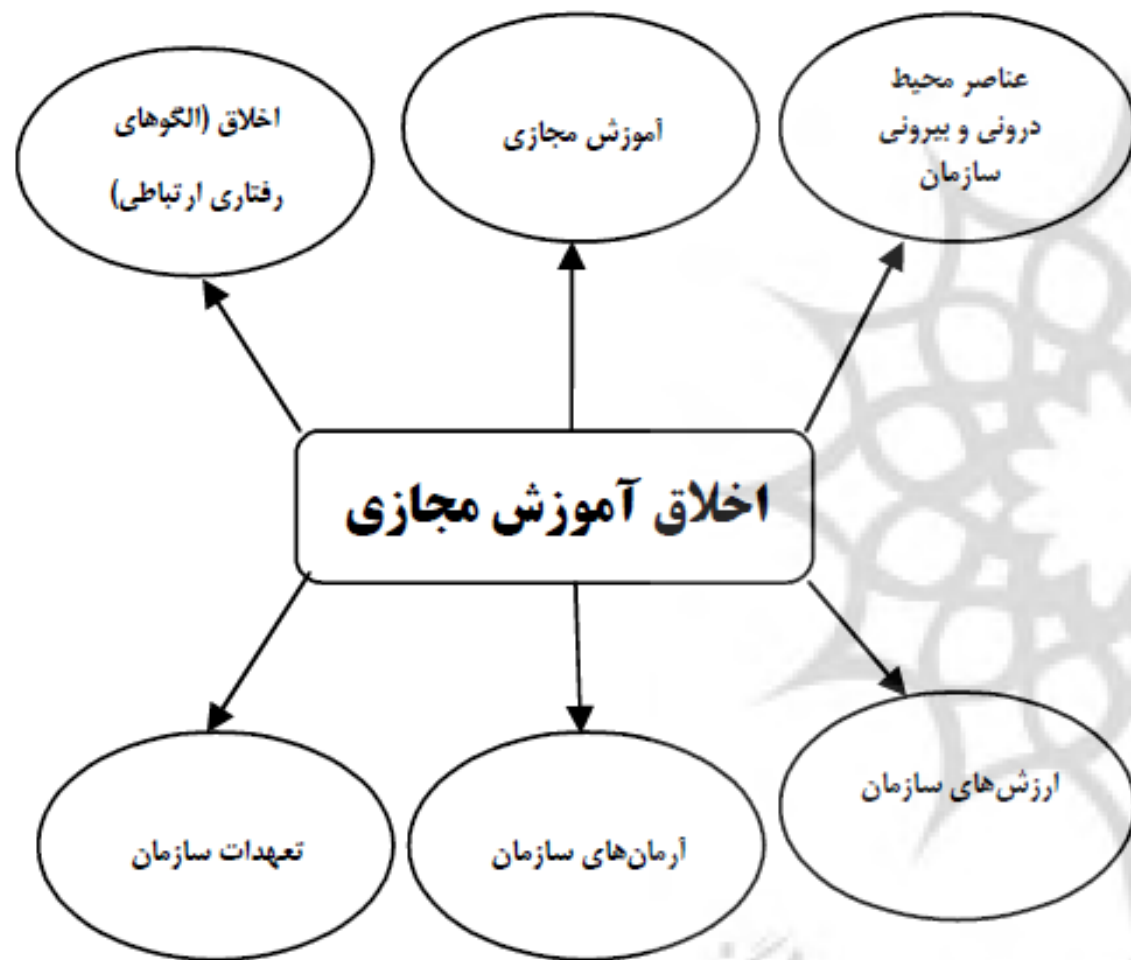 عناصر محیط
درونی و بیرونی
سازمان
آموزش مجازی
اخلاق (الگوهای
رفتاری ارتباطی)
اخلاق آموزش مجازی
ارزش‌های سازمان
آرمان‌های سازمان
تعهدات سازمان